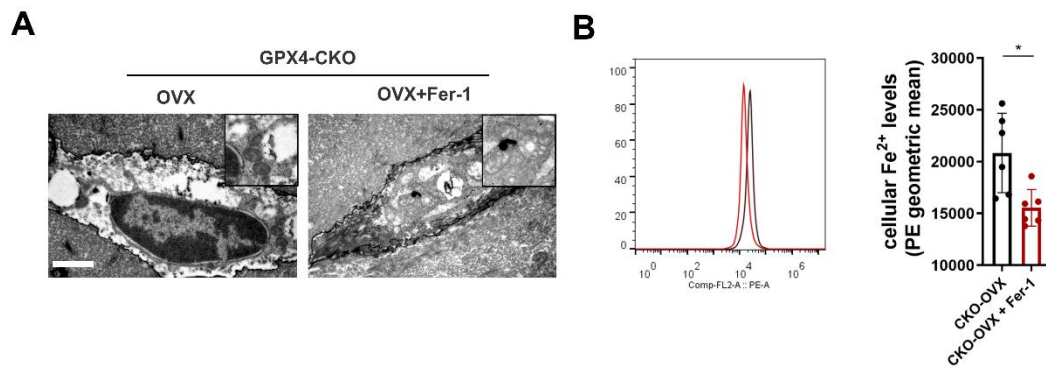 A
GPX4-CKO
OVX
OVX+Fer-1
B
100
80
60
40
20
0
10^0
10^2
10^4
10^6
Comp-FL2-A :: PE-A
cellular Fe²⁺ levels
(PE geometric mean)
30000
25000
20000
15000
10000
*
CKO-OVX
CKO-OVX + Fer-1